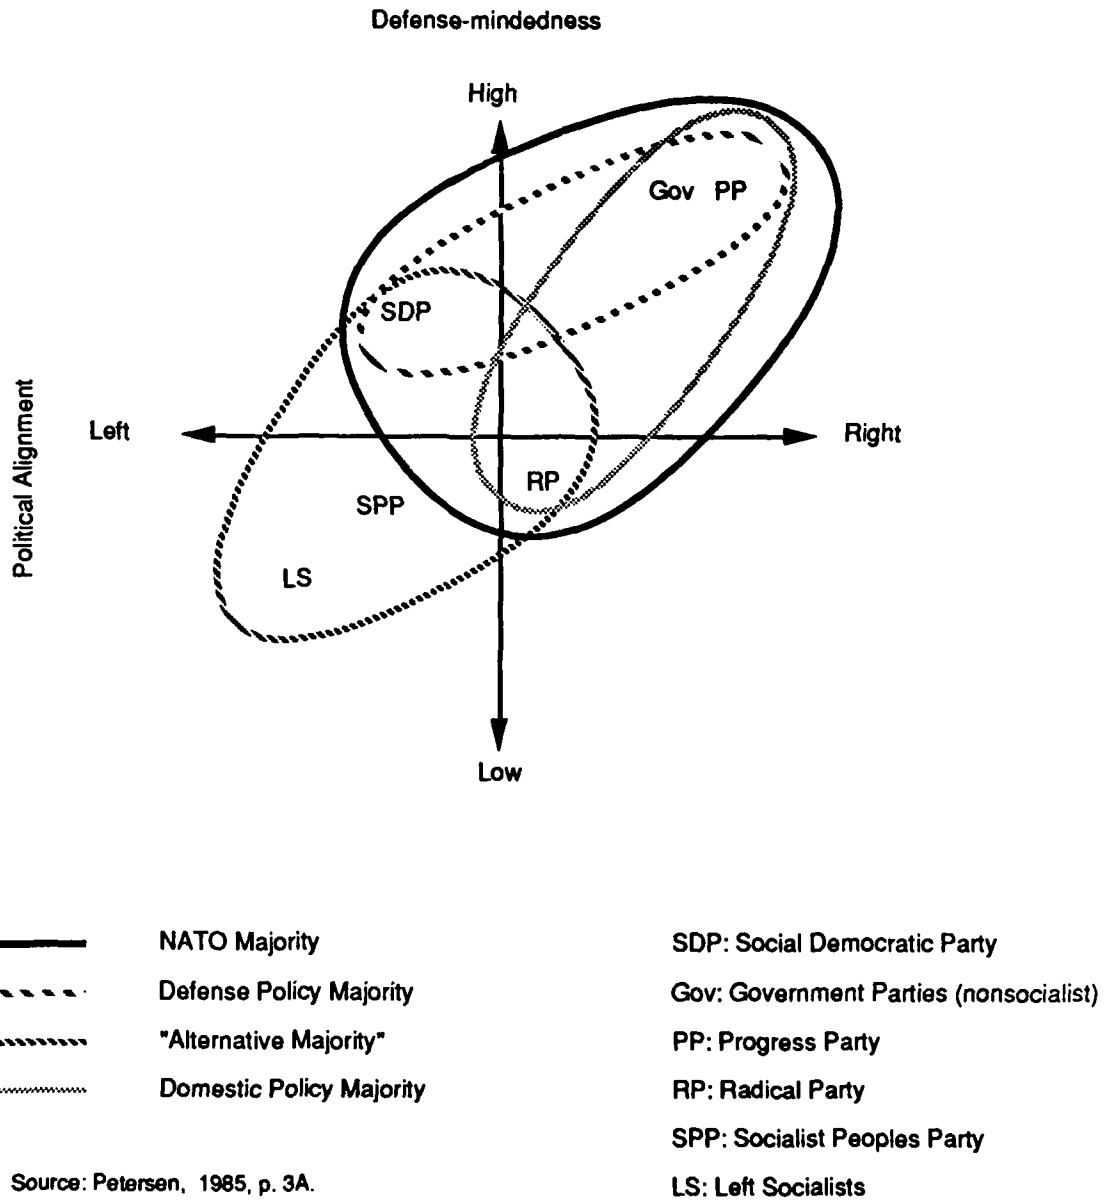 Defense-mindedness
High
Gov PP
SDP
Political Alignment
Left
Right
RP
SPP
LS
Low
NATO Majority
Defense Policy Majority
"Alternative Majority"
Domestic Policy Majority
SDP: Social Democratic Party
Gov: Government Parties (nonsocialist)
PP: Progress Party
RP: Radical Party
SPP: Socialist Peoples Party
LS: Left Socialists
Source: Petersen, 1985, p. 3A.